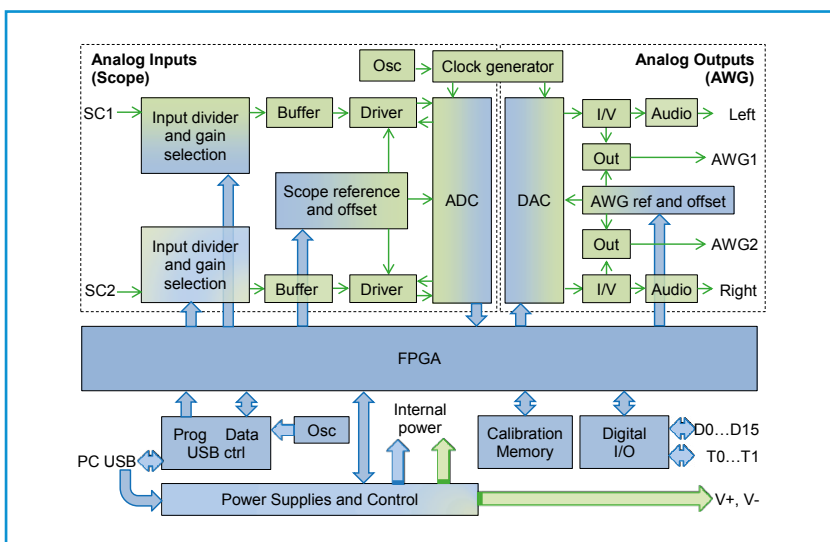 Analog Inputs
(Scope)
Osc
Clock generator
Analog Outputs
(AWG)
SC1
Input divider
and gain
selection
Buffer
Driver
I/V
Audio
Left
Out
AWG1
Scope reference
and offset
ADC
DAC
AWG ref and offset
Input divider
and gain
selection
Out
AWG2
SC2
Buffer
Driver
I/V
Audio
Right
FPGA
Prog Data
USB ctrl
Osc
Internal
power
Calibration
Memory
Digital
I/O
D0...D15
T0...T1
PC USB
Power Supplies and Control
V+, V-